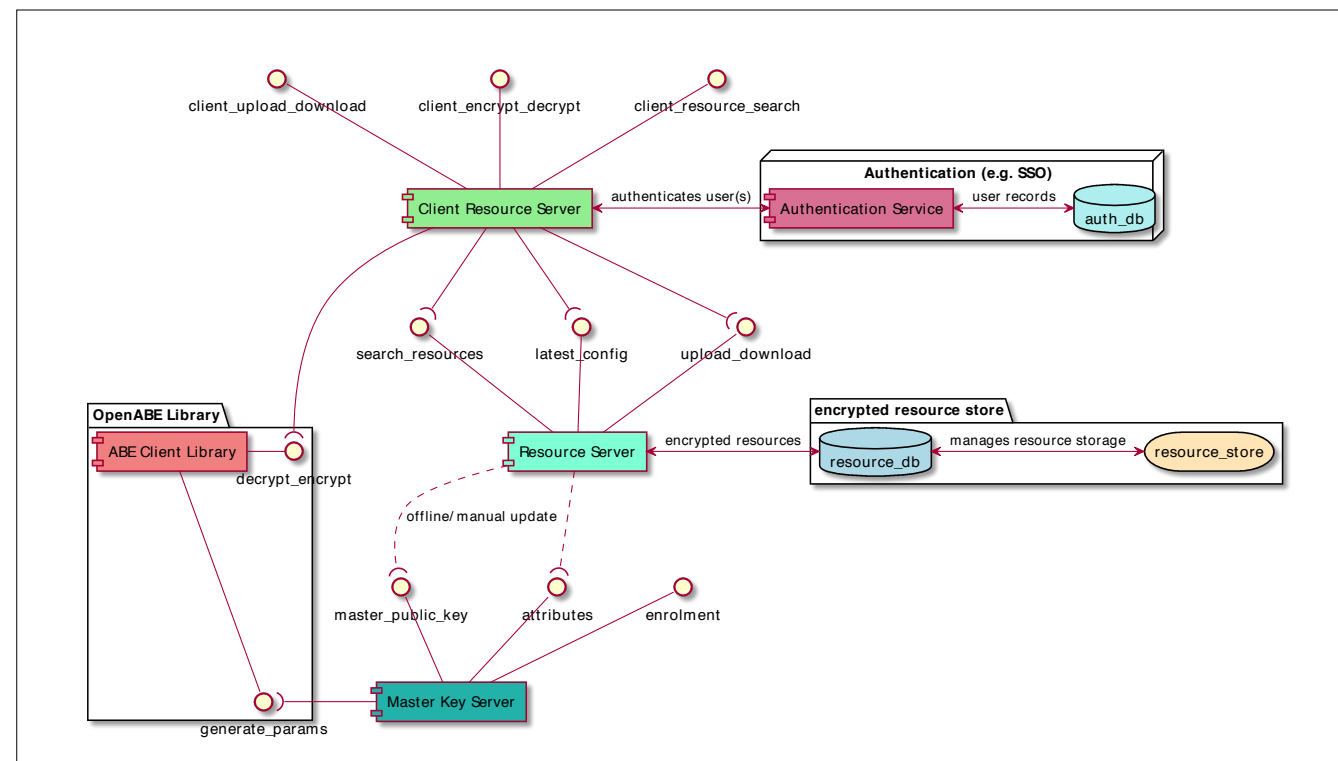 client_upload_download
client_encrypt_decrypt
client_resource_search
Authentication (e.g. SSO)
Client Resource Server
authenticates user(s)
Authentication Service
user records
auth_db
search_resources
latest_config
upload_download
OpenABE Library
encrypted resource store
ABE Client Library
decrypt_encrypt
Resource Server
encrypted resources
resource_db
manages resource storage
resource_store
offline/ manual update
master_public_key
attributes
enrolment
Master Key Server
generate_params